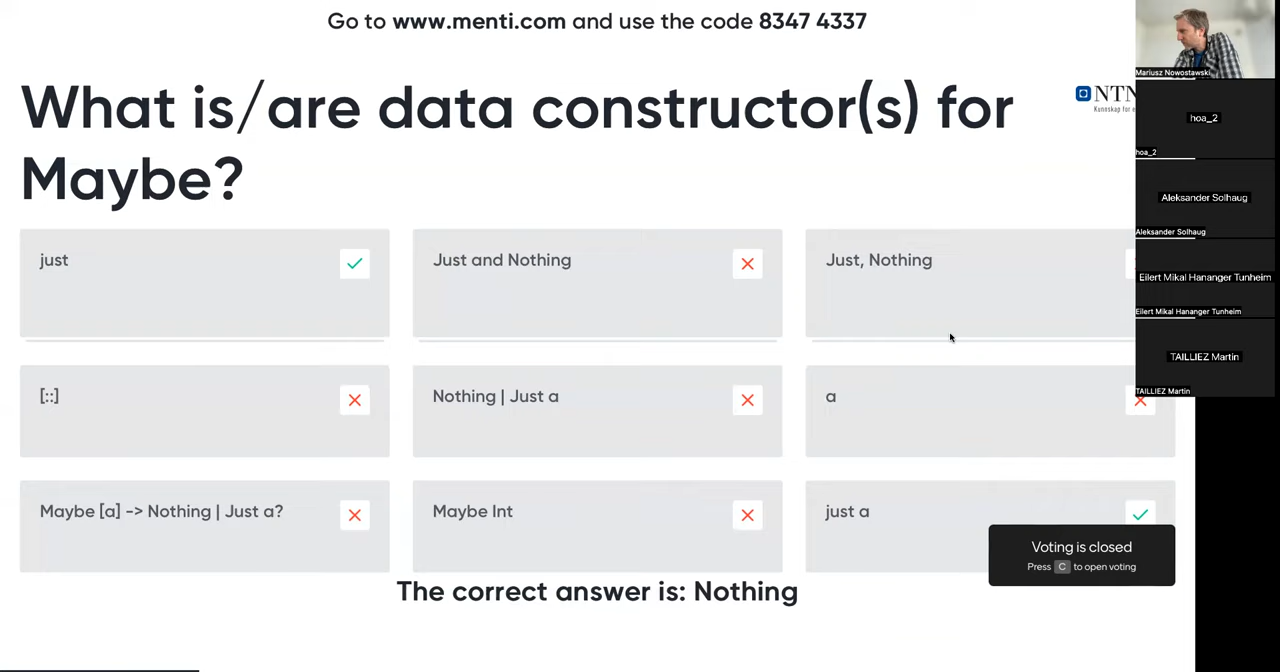 Go to www.menti.com and use the code 8347 4337
What is/are data constructor(s) for
Maybe?
NTN
Kunnskap for e
just
Just and Nothing
Just, Nothing
[::]
Nothing | Just a
a
Maybe [a] -> Nothing | Just a?
Maybe Int
just a
Voting is closed
Press C to open voting
The correct answer is: Nothing
Mariusz Nowostawski
hoa_2
hoa_2
Aleksander Solhaug
Aleksander Solhaug
Eilert Mikal Hananger Tunheim
Eilert Mikal Hananger Tunheim
TAILLIEZ Martin
TAILLIEZ Martin